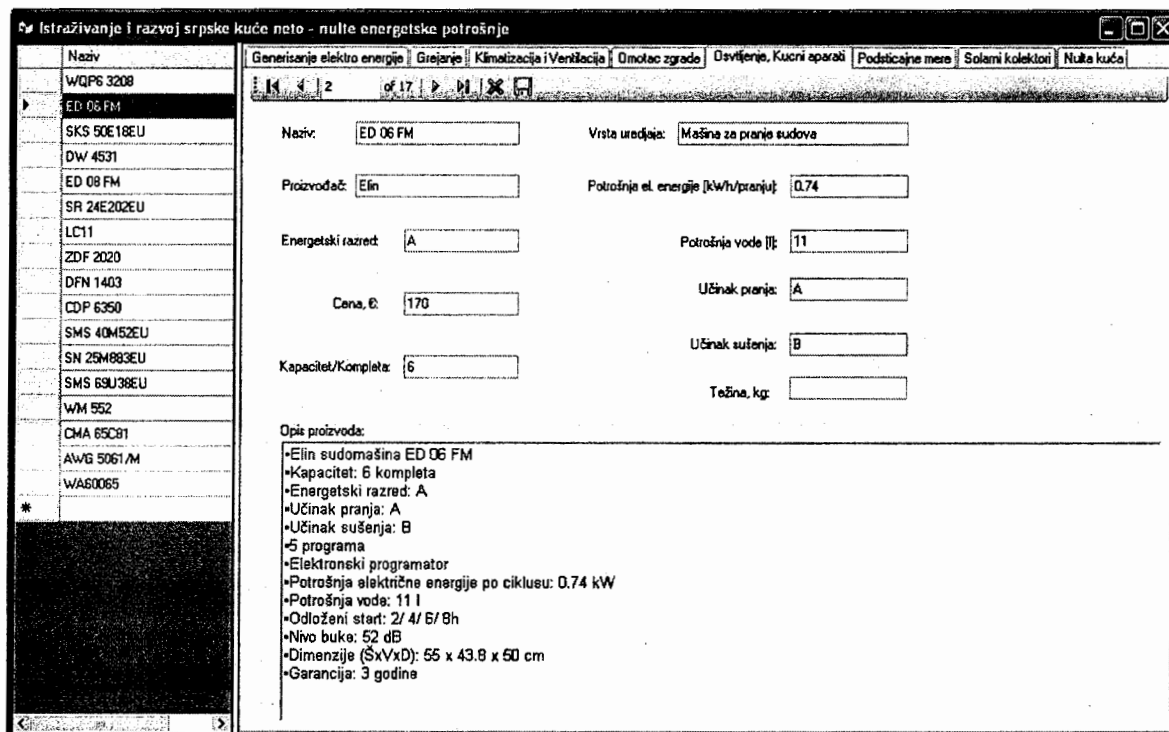 Istraživanje i razvoj srpske kuće neto - nulte energetske potrošnje
Naziv
WQP6 3208
ED 06 FM
SKS 50E18EU
DW 4531
ED 08 FM
SR 24E202EU
LC11
ZDF 2020
DFN 1403
CDP 6350
SMS 40M52EU
SN 25M883EU
SMS 69U38EU
WM 552
CMA 65C81
AWG 5061/M
WA60065
Generisanje elektro energije Grejanje Klimatizacija i Ventilacija Omotac zgrade Osvtljenje, Kucni aparati Podsticajne mere Solarni kolektori Nulta kuća
2 of 17
Naziv: ED 06 FM Vrsta uredjaja: Mašina za pranje sudova
Proizvođač: Elin Potrošnja el. energije [kWh/pranju]: 0.74
Energetski razred: A Potrošnja vode [l]: 11
Učinak pranja: A
Cena, €: 170
Učinak sušenja: B
Kapacitet/Kompleta: 6
Težina, kg:
Opis proizvoda:
•Elin sudomašina ED 06 FM
•Kapacitet: 6 kompleta
•Energetski razred: A
•Učinak pranja: A
•Učinak sušenja: B
•5 programa
•Elektronski programator
•Potrošnja električne energije po ciklusu: 0.74 kW
•Potrošnja vode: 11 l
•Odloženi start: 2/ 4/ 6/ 8h
•Nivo buke: 52 dB
•Dimenzije (ŠxVxD): 55 x 43.8 x 50 cm
•Garancija: 3 godine